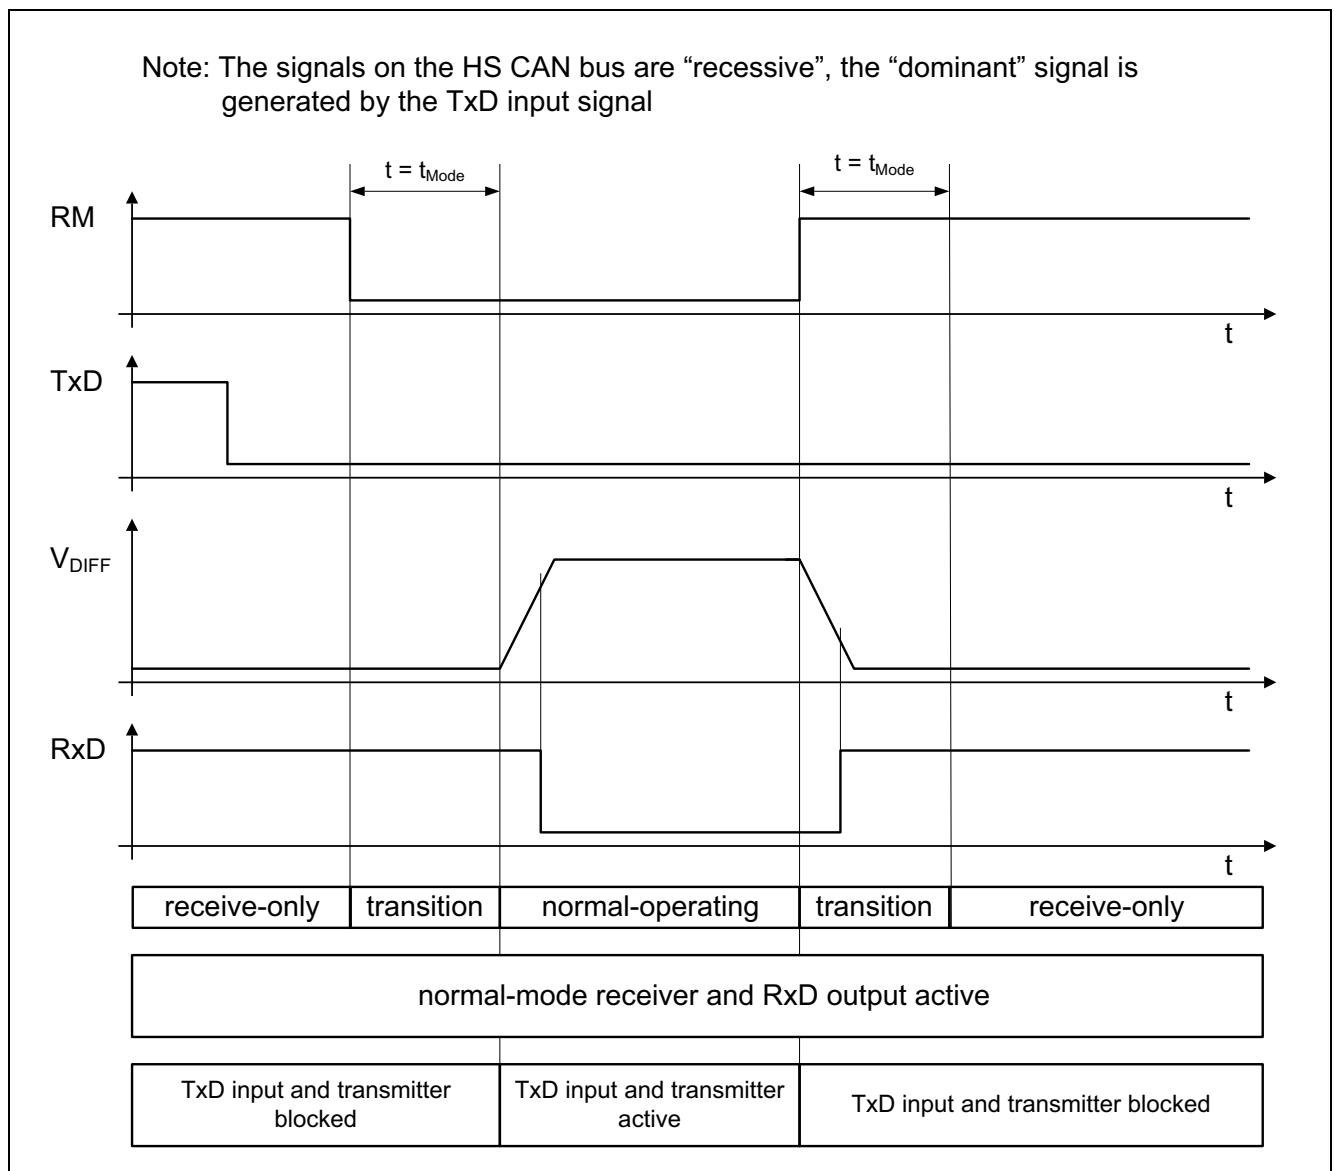 Note: The signals on the HS CAN bus are “recessive”, the “dominant” signal is
generated by the TxD input signal
t = tMode
t = tMode
RM
t
TxD
t
VDIFF
t
RxD
t
receive-only transition normal-operating transition receive-only
normal-mode receiver and RxD output active
TxD input and transmitter
blocked
TxD input and transmitter
active
TxD input and transmitter blocked